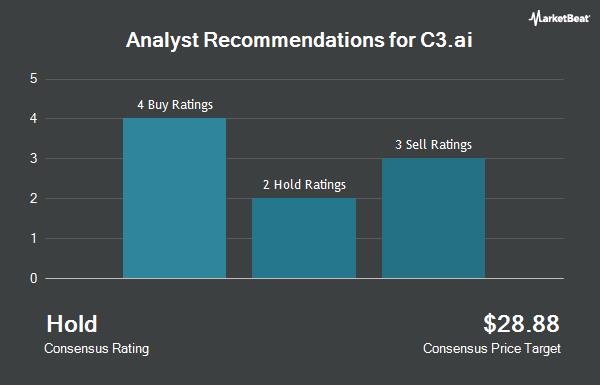 MarketBeat
Analyst Recommendations for C3.ai
5
4
3
2
1
0
4 Buy Ratings
2 Hold Ratings
3 Sell Ratings
Hold
Consensus Rating
$28.88
Consensus Price Target